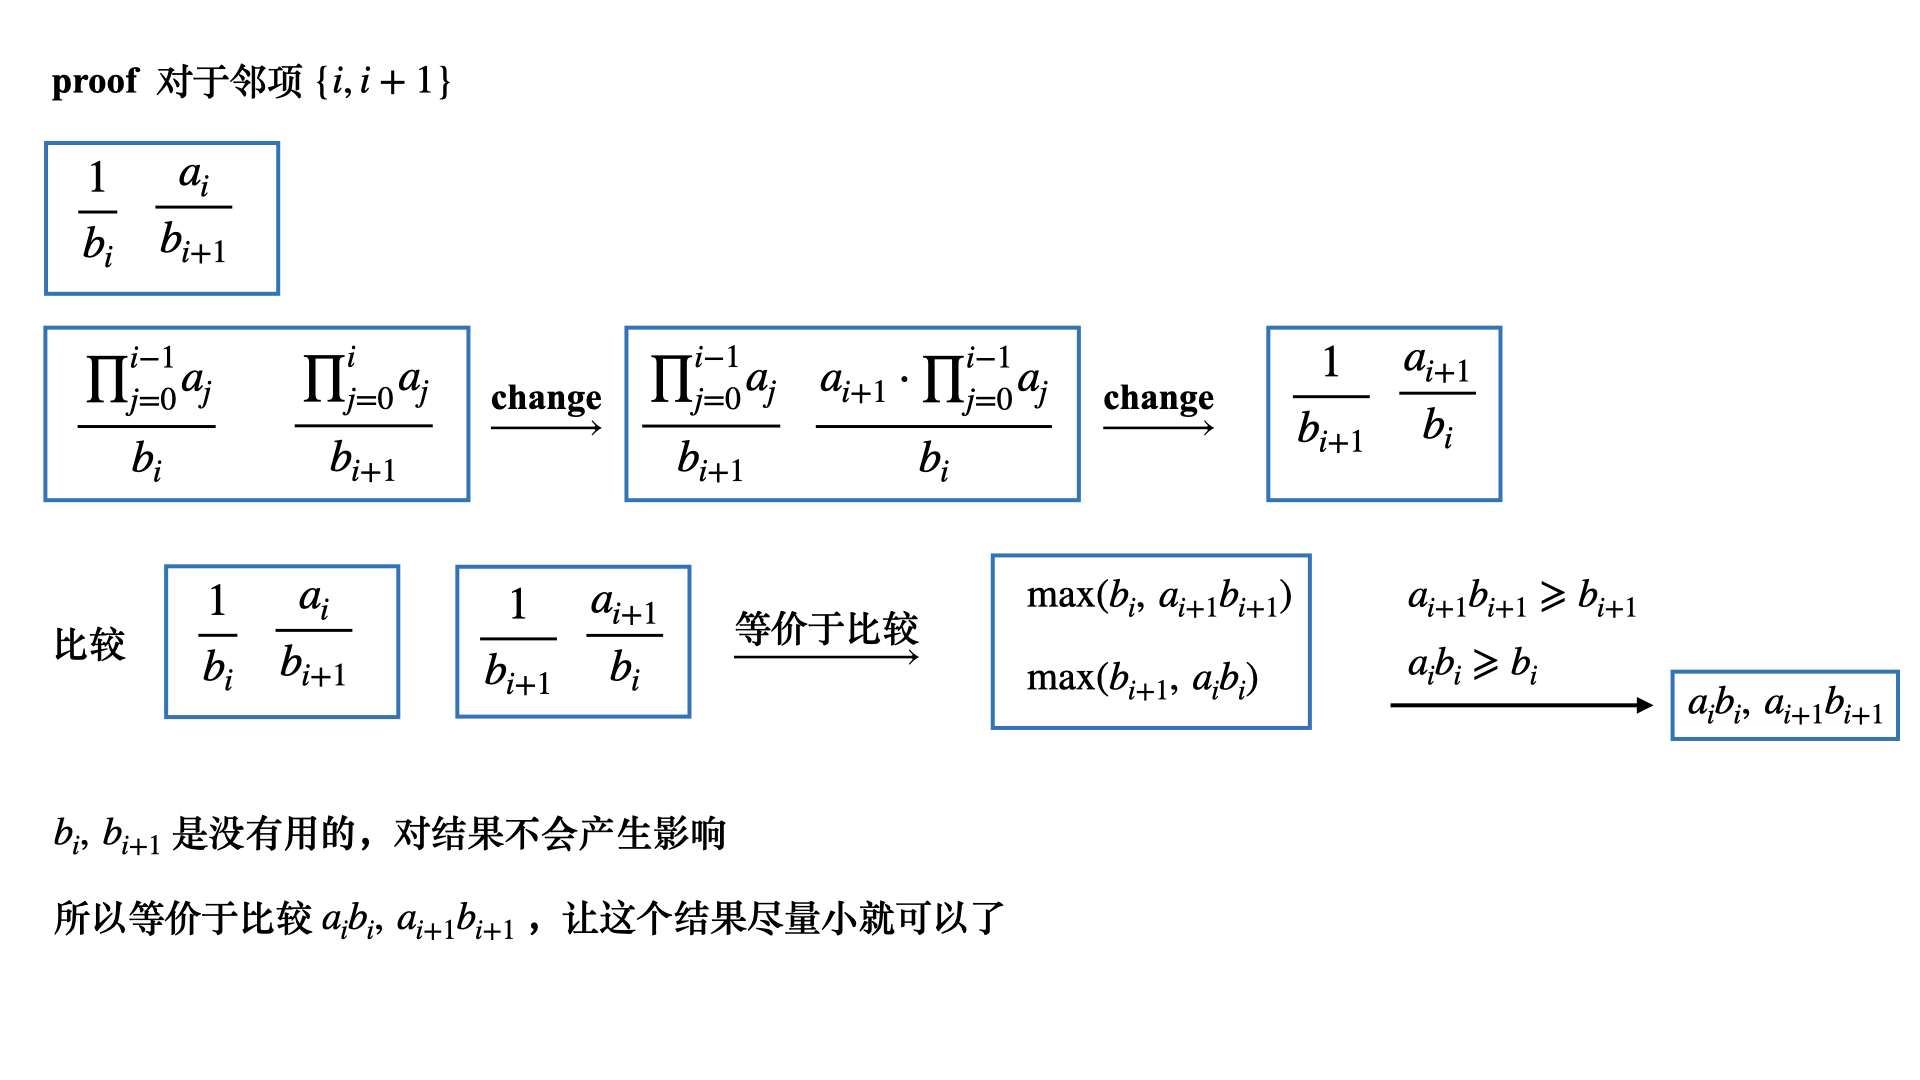 proof 对于邻项 {i, i + 1}
\frac{1}{b_i} \frac{a_i}{b_{i+1}}
\frac{\prod_{j=0}^{i-1} a_j}{b_i} \frac{\prod_{j=0}^{i} a_j}{b_{i+1}} \xrightarrow{change} \frac{\prod_{j=0}^{i-1} a_j}{b_{i+1}} \frac{a_{i+1} \cdot \prod_{j=0}^{i-1} a_j}{b_i} \xrightarrow{change} \frac{1}{b_{i+1}} \frac{a_{i+1}}{b_i}
比较 \frac{1}{b_i} \frac{a_i}{b_{i+1}} \frac{1}{b_{i+1}} \frac{a_{i+1}}{b_i} 等价于比较
max(b_i, a_{i+1}b_{i+1})
max(b_{i+1}, a_ib_i)
a_{i+1}b_{i+1} ⩾ b_{i+1}
a_ib_i ⩾ b_i
a_ib_i, a_{i+1}b_{i+1}
b_i, b_{i+1} 是没有用的，对结果不会产生影响
所以等价于比较 a_ib_i, a_{i+1}b_{i+1} ，让这个结果尽量小就可以了